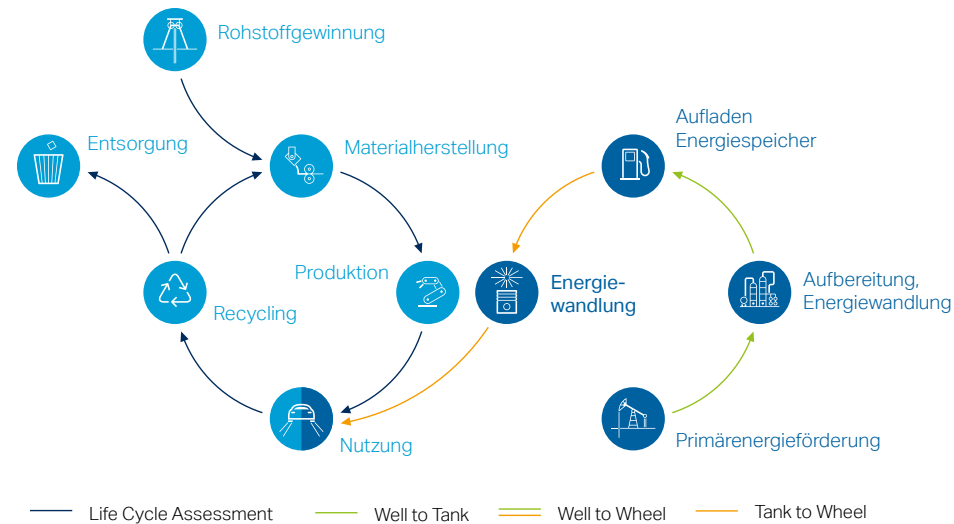 Rohstoffgewinnung
Entsorgung
Materialherstellung
Aufladen
Energiespeicher
Produktion
Energie-
wandlung
Aufbereitung,
Energiewandlung
Recycling
Nutzung
Primärenergieförderung
Life Cycle Assessment
Well to Tank
Well to Wheel
Tank to Wheel